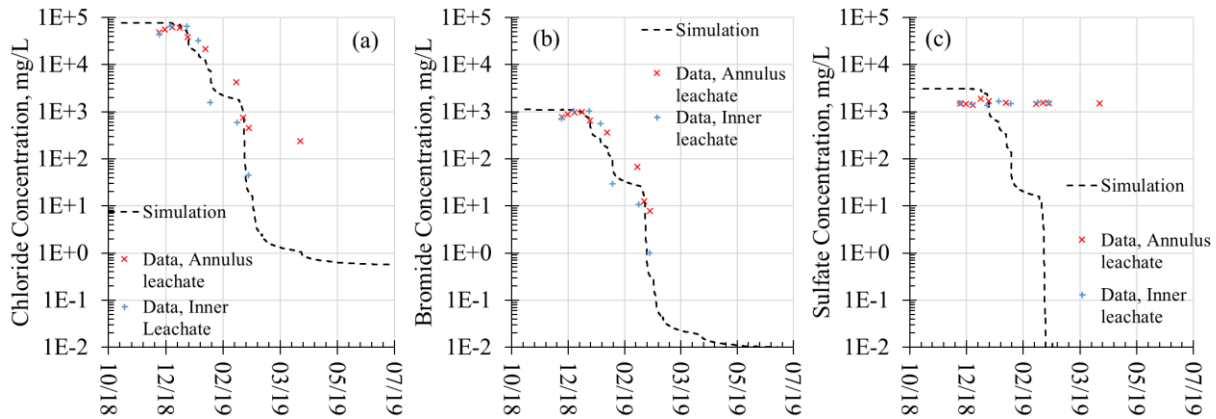 Chloride Concentration, mg/L
1E+5
1E+4
1E+3
1E+2
1E+1
1E+0
1E-1
1E-2
(a)
Simulation
Data, Annulus
leachate
Data, Inner
Leachate
10/18
12/18
02/19
03/19
05/19
07/19
Bromide Concentration, mg/L
1E+5
1E+4
1E+3
1E+2
1E+1
1E+0
1E-1
1E-2
(b)
Simulation
Data, Annulus
leachate
Data, Inner
leachate
10/18
12/18
02/19
03/19
05/19
07/19
Sulfate Concentration, mg/L
1E+5
1E+4
1E+3
1E+2
1E+1
1E+0
1E-1
1E-2
(c)
Simulation
Data, Annulus
leachate
Data, Inner
leachate
10/18
12/18
02/19
03/19
05/19
07/19